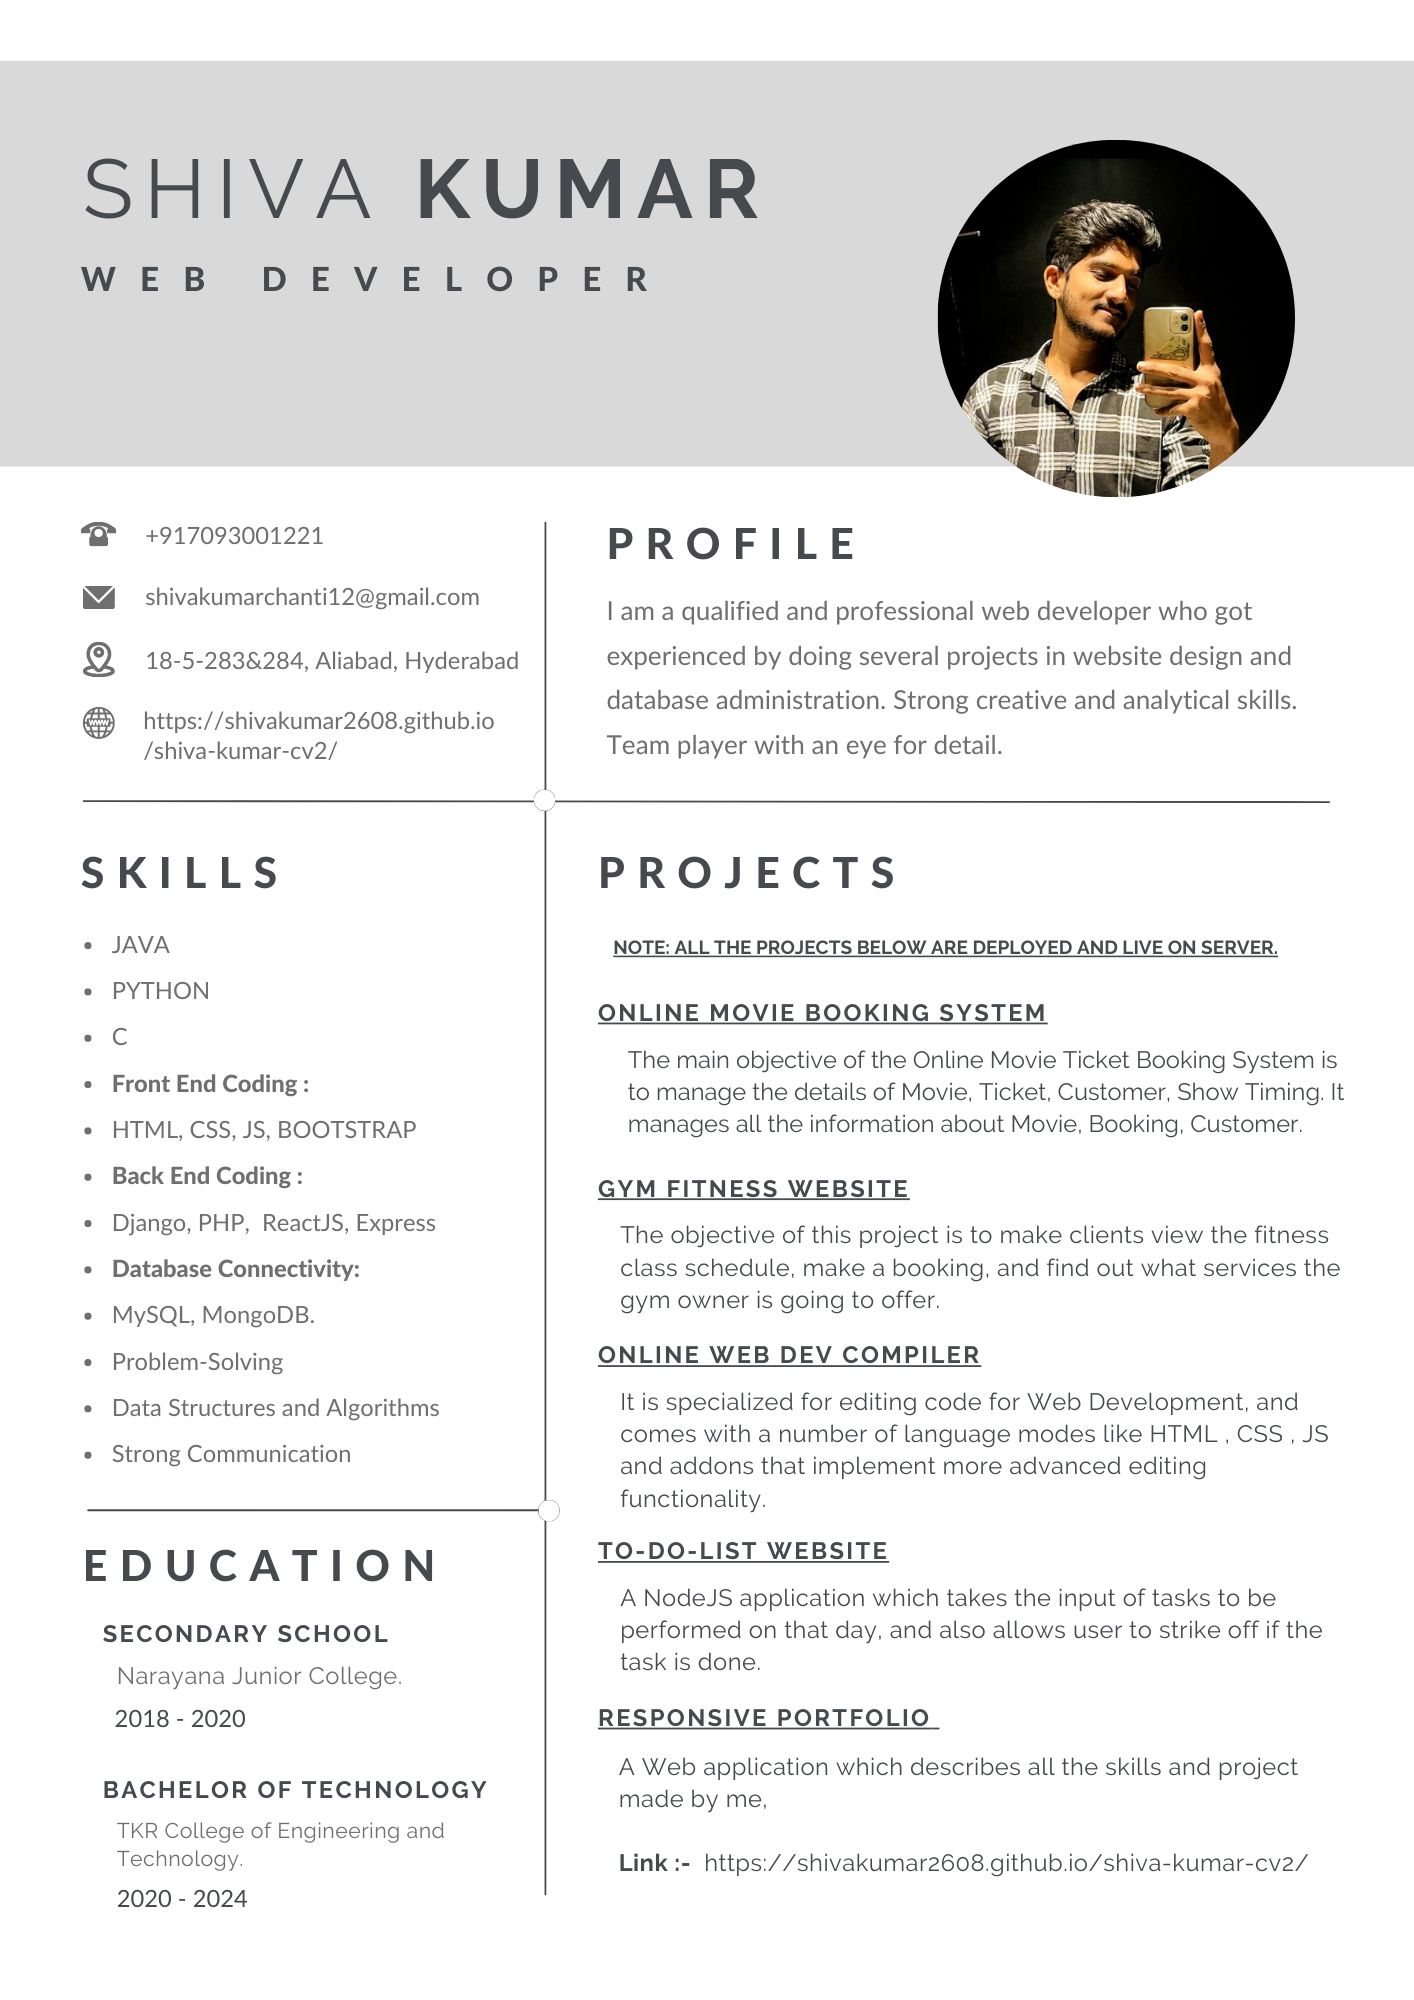 SHIVA KUMAR
WEB DEVELOPER
+917093001221
shivakumarchanti12@gmail.com
18-5-283&284, Aliabad, Hyderabad
https://shivakumar2608.github.io
/shiva-kumar-cv2/
PROFILE
I am a qualified and professional web developer who got
experienced by doing several projects in website design and
database administration. Strong creative and analytical skills.
Team player with an eye for detail.
SKILLS
• JAVA
• PYTHON
• C
• Front End Coding :
• HTML, CSS, JS, BOOTSTRAP
• Back End Coding :
• Django, PHP,  ReactJS, Express
• Database Connectivity:
• MySQL, MongoDB.
• Problem-Solving
• Data Structures and Algorithms
• Strong Communication
EDUCATION
SECONDARY SCHOOL
Narayana Junior College.
2018 - 2020
BACHELOR OF TECHNOLOGY
TKR College of Engineering and
Technology.
2020 - 2024
PROJECTS
NOTE: ALL THE PROJECTS BELOW ARE DEPLOYED AND LIVE ON SERVER.
ONLINE MOVIE BOOKING SYSTEM
The main objective of the Online Movie Ticket Booking System is
to manage the details of Movie, Ticket, Customer, Show Timing. It
manages all the information about Movie, Booking, Customer.
GYM FITNESS WEBSITE
The objective of this project is to make clients view the fitness
class schedule, make a booking, and find out what services the
gym owner is going to offer.
ONLINE WEB DEV COMPILER
It is specialized for editing code for Web Development, and
comes with a number of language modes like HTML , CSS , JS
and addons that implement more advanced editing
functionality.
TO-DO-LIST WEBSITE
A NodeJS application which takes the input of tasks to be
performed on that day, and also allows user to strike off if the
task is done.
RESPONSIVE PORTFOLIO
A Web application which describes all the skills and project
made by me,
Link :- https://shivakumar2608.github.io/shiva-kumar-cv2/